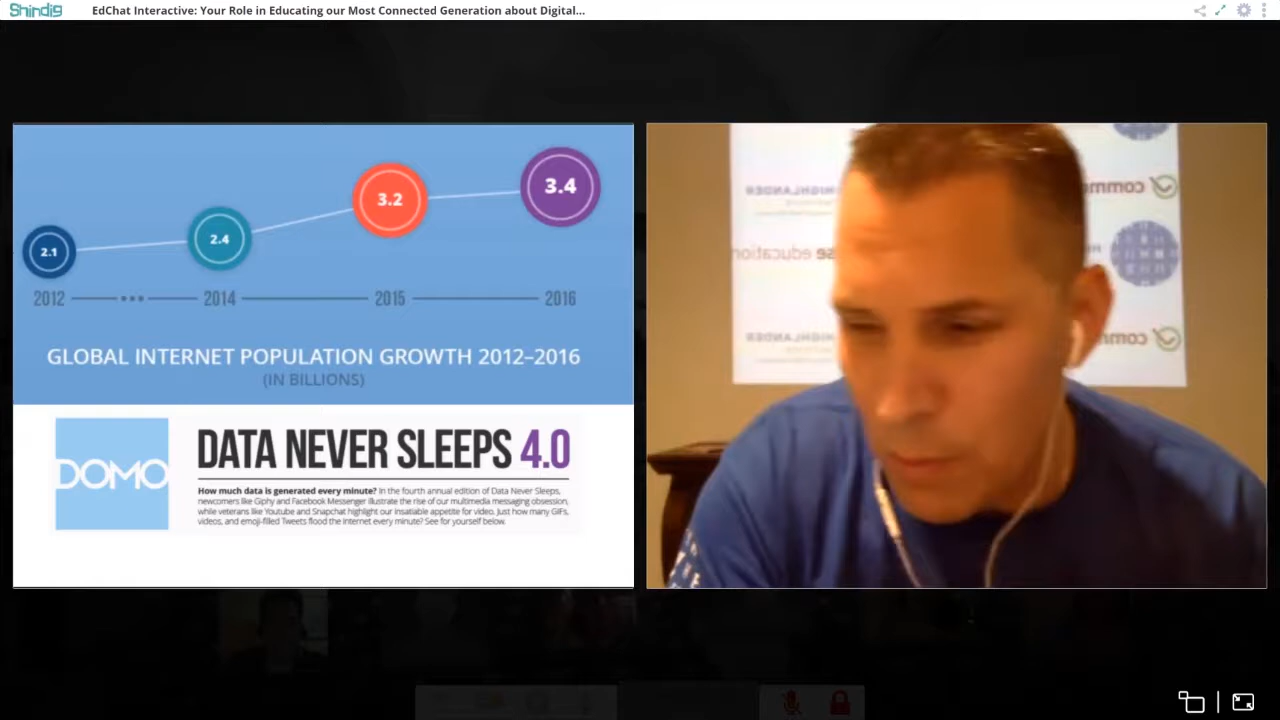 Shindig
EdChat Interactive: Your Role in Educating our Most Connected Generation about Digital...
2.1
2.4
3.2
3.4
2012
2014
2015
2016
GLOBAL INTERNET POPULATION GROWTH 2012–2016
(IN BILLIONS)
DOMO
DATA NEVER SLEEPS 4.0
How much data is generated every minute? In the fourth annual edition of Data Never Sleeps,
newcomers like Giphy and Facebook Messenger illustrate the rise of our multimedia messaging obsession,
while veterans like Youtube and Snapchat highlight our insatiable appetite for video. Just how many GIFs,
videos, and emoji-filled Tweets flood the internet every minute? See for yourself below.
HIGHLANDER
comm
se education
HIGHLANDER
comm